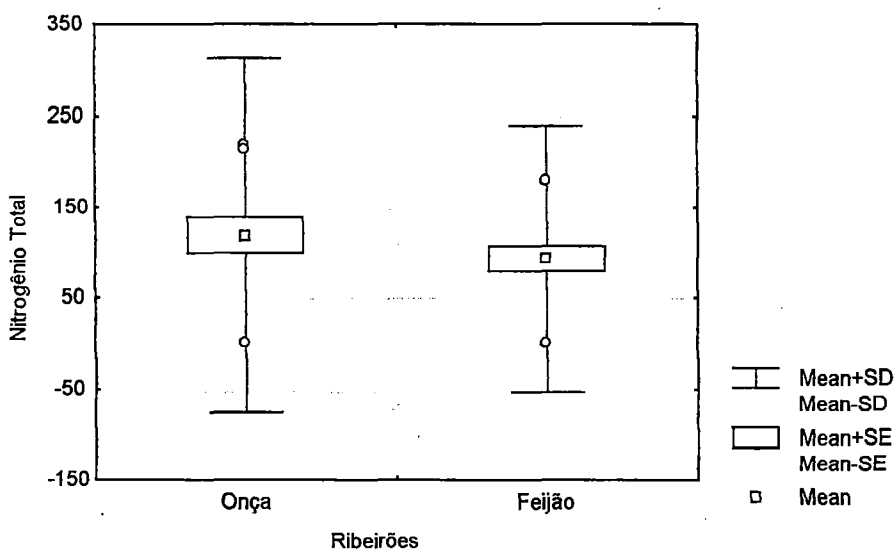 350
250
150
50
-50
-150
Nitrogênio Total
Onça
Feijão
Ribeirões
Mean+SD
Mean-SD
Mean+SE
Mean-SE
Mean